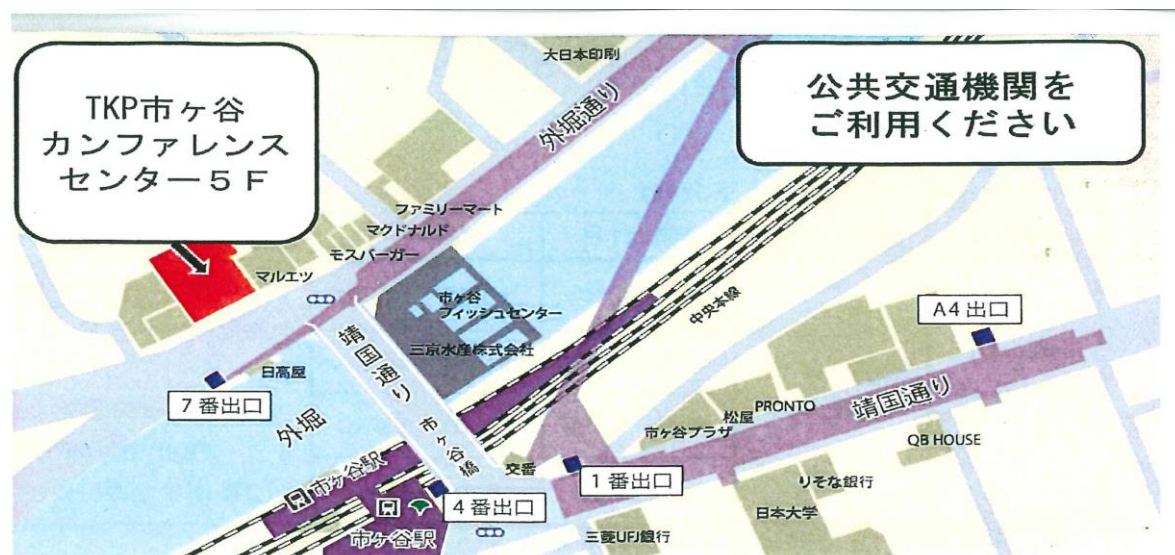 大日本印刷
TKP市ヶ谷
カンファレンス
センター５Ｆ
公共交通機関を
ご利用ください
外堀通り
ファミリーマート
マクドナルド
モスバーガー
マルエツ
市ヶ谷
フィッシュセンター
三京水産株式会社
中央本線
A4出口
靖国通り
日高屋
7番出口
外堀
市ヶ谷橋
PRONTO
松屋
市ヶ谷プラザ
靖国通り
QB HOUSE
交番
1番出口
りそな銀行
市ヶ谷駅
4番出口
日本大学
市ヶ谷駅
三菱UFJ銀行